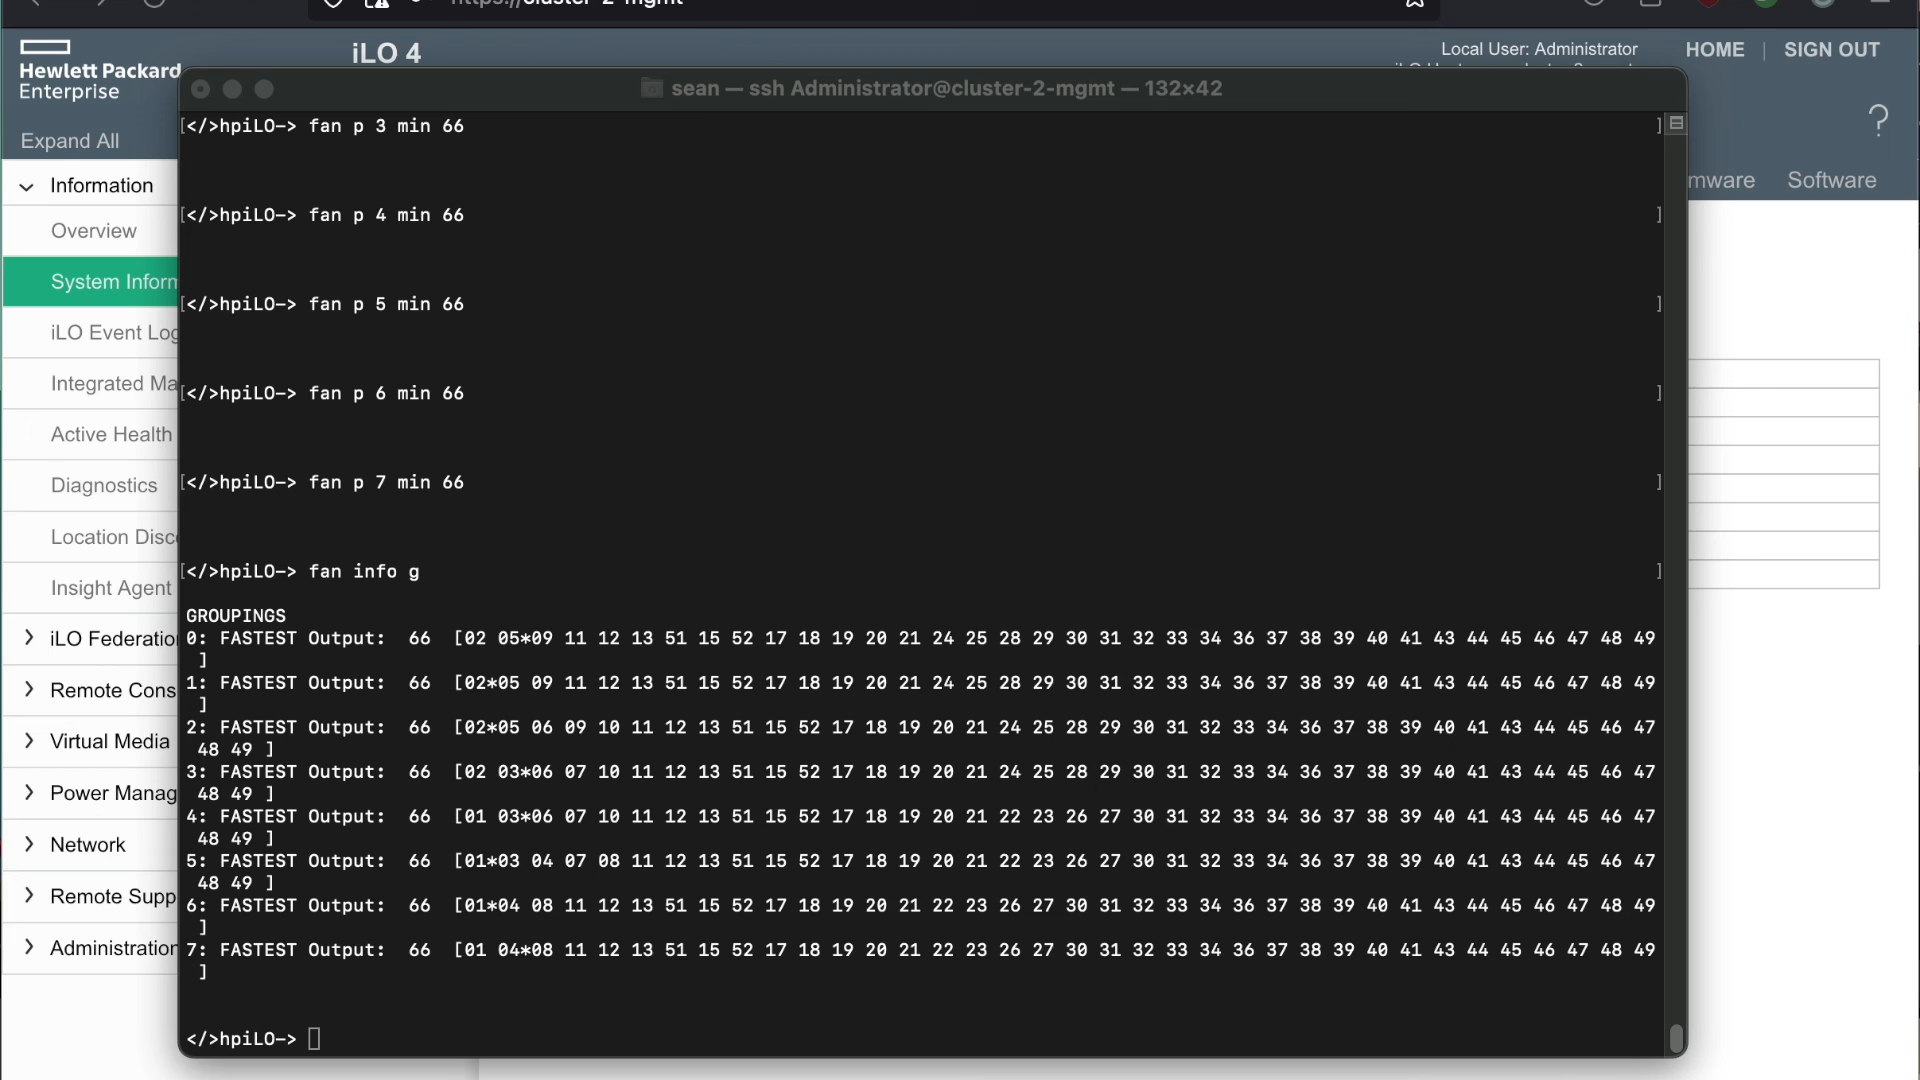 https://cluster-2-mgmt
Hewlett Packard
Enterprise
iLO 4
Local User: Administrator
HOME | SIGN OUT
?
Expand All
mware
Software
Information
Overview
System Inform
iLO Event Log
Integrated Ma
Active Health
Diagnostics
Location Disc
Insight Agent
iLO Federation
Remote Cons
Virtual Media
Power Manag
Network
Remote Supp
Administration
sean — ssh Administrator@cluster-2-mgmt — 132×42
[</>hpiLO-> fan p 3 min 66 ]
[</>hpiLO-> fan p 4 min 66 ]
[</>hpiLO-> fan p 5 min 66 ]
[</>hpiLO-> fan p 6 min 66 ]
[</>hpiLO-> fan p 7 min 66 ]
[</>hpiLO-> fan info g ]
GROUPINGS
0: FASTEST Output:  66  [02 05*09 11 12 13 51 15 52 17 18 19 20 21 24 25 28 29 30 31 32 33 34 36 37 38 39 40 41 43 44 45 46 47 48 49
 ]
1: FASTEST Output:  66  [02*05 09 11 12 13 51 15 52 17 18 19 20 21 24 25 28 29 30 31 32 33 34 36 37 38 39 40 41 43 44 45 46 47 48 49
 ]
2: FASTEST Output:  66  [02*05 06 09 10 11 12 13 51 15 52 17 18 19 20 21 24 25 28 29 30 31 32 33 34 36 37 38 39 40 41 43 44 45 46 47
 48 49 ]
3: FASTEST Output:  66  [02 03*06 07 10 11 12 13 51 15 52 17 18 19 20 21 24 25 28 29 30 31 32 33 34 36 37 38 39 40 41 43 44 45 46 47
 48 49 ]
4: FASTEST Output:  66  [01 03*06 07 10 11 12 13 51 15 52 17 18 19 20 21 22 23 26 27 30 31 32 33 34 36 37 38 39 40 41 43 44 45 46 47
 48 49 ]
5: FASTEST Output:  66  [01*03 04 07 08 11 12 13 51 15 52 17 18 19 20 21 22 23 26 27 30 31 32 33 34 36 37 38 39 40 41 43 44 45 46 47
 48 49 ]
6: FASTEST Output:  66  [01*04 08 11 12 13 51 15 52 17 18 19 20 21 22 23 26 27 30 31 32 33 34 36 37 38 39 40 41 43 44 45 46 47 48 49
 ]
7: FASTEST Output:  66  [01 04*08 11 12 13 51 15 52 17 18 19 20 21 22 23 26 27 30 31 32 33 34 36 37 38 39 40 41 43 44 45 46 47 48 49
 ]
</>hpiLO->